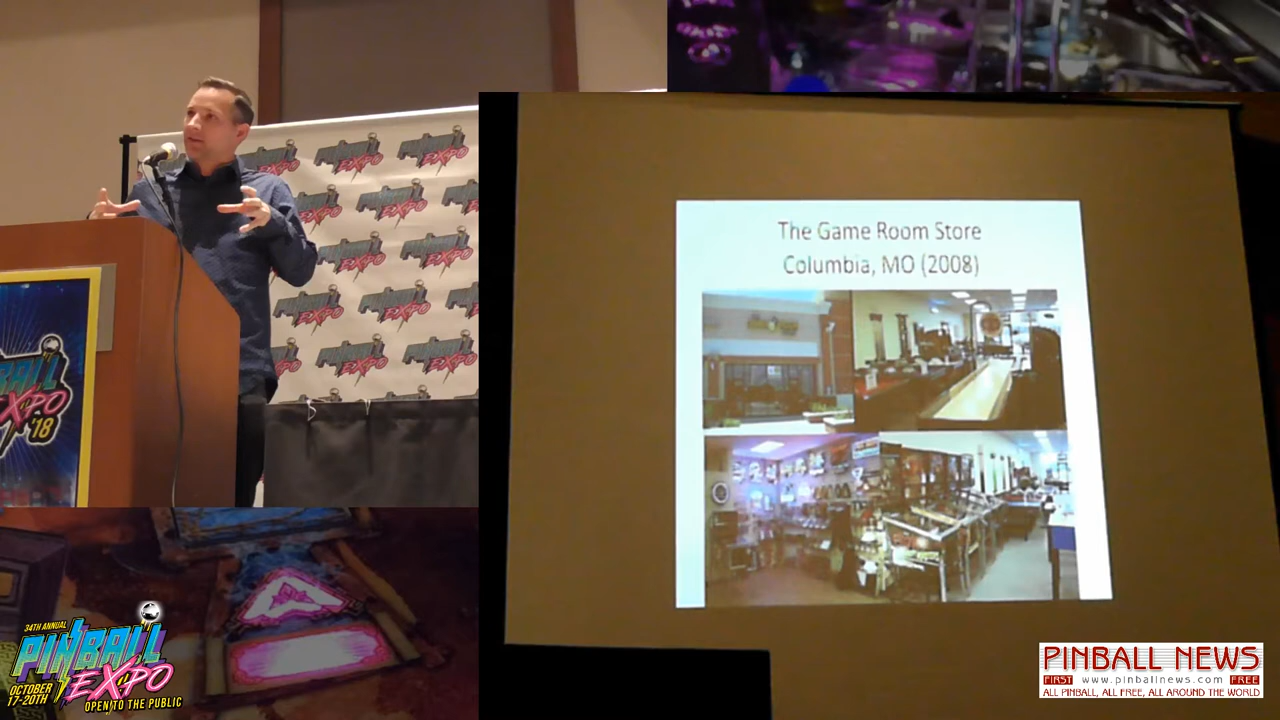 The Game Room Store
Columbia, MO (2008)
PINBALL
EXPO
'18
34TH ANNUAL
PINBALL
EXPO
OCTOBER
17-20TH
OPEN TO THE PUBLIC
PINBALL NEWS
FIRST www.pinballnews.com FREE
ALL PINBALL, ALL FREE, ALL AROUND THE WORLD